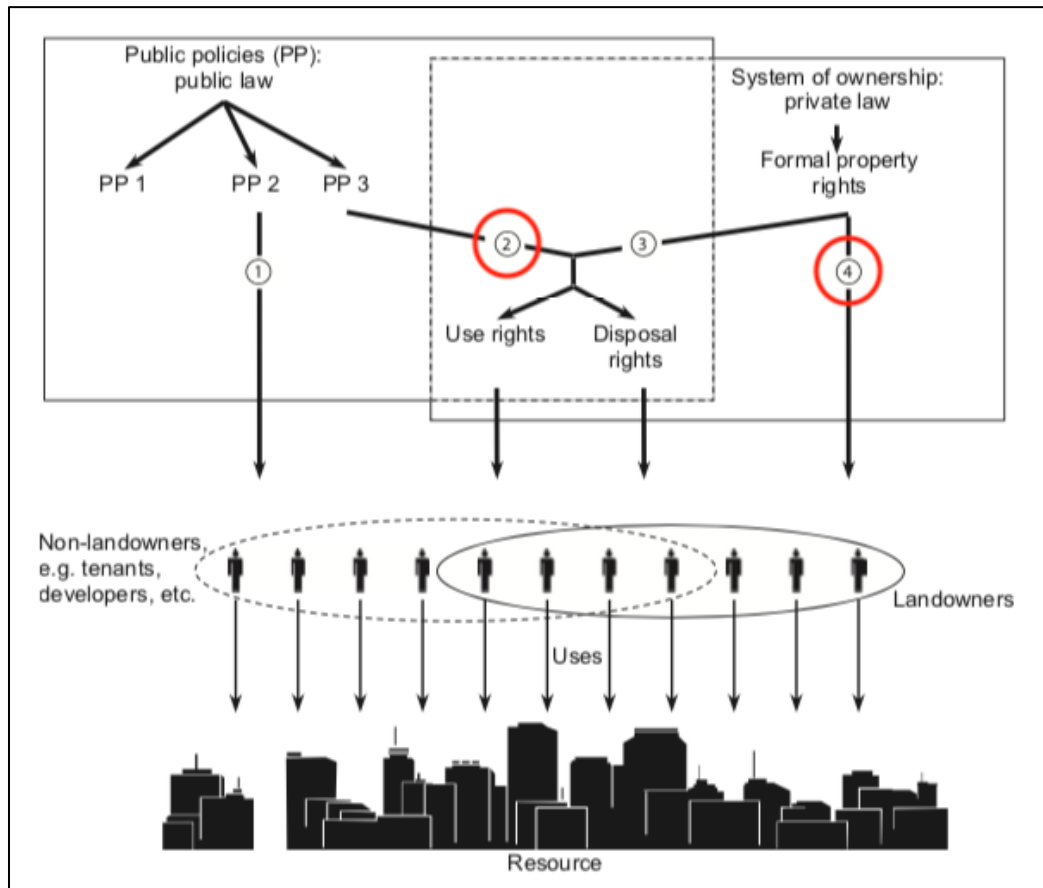 Public policies (PP):
public law
System of ownership:
private law
PP 1
PP 2
PP 3
Formal property
rights
2
3
1
4
Use rights
Disposal
rights
Non-landowners,
e.g. tenants,
developers, etc.
Landowners
Uses
Resource